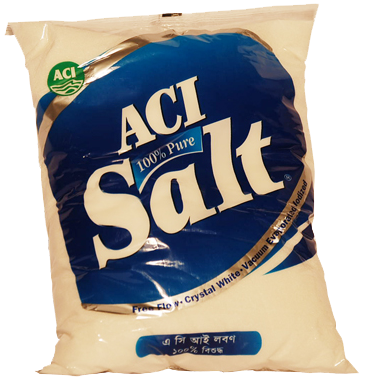 ACI
ACI
100% Pure
Salt
Free Flow • Crystal White • Vacuum Evaporated Iodized
এ সি আই লবণ
১০০% বিশুদ্ধ